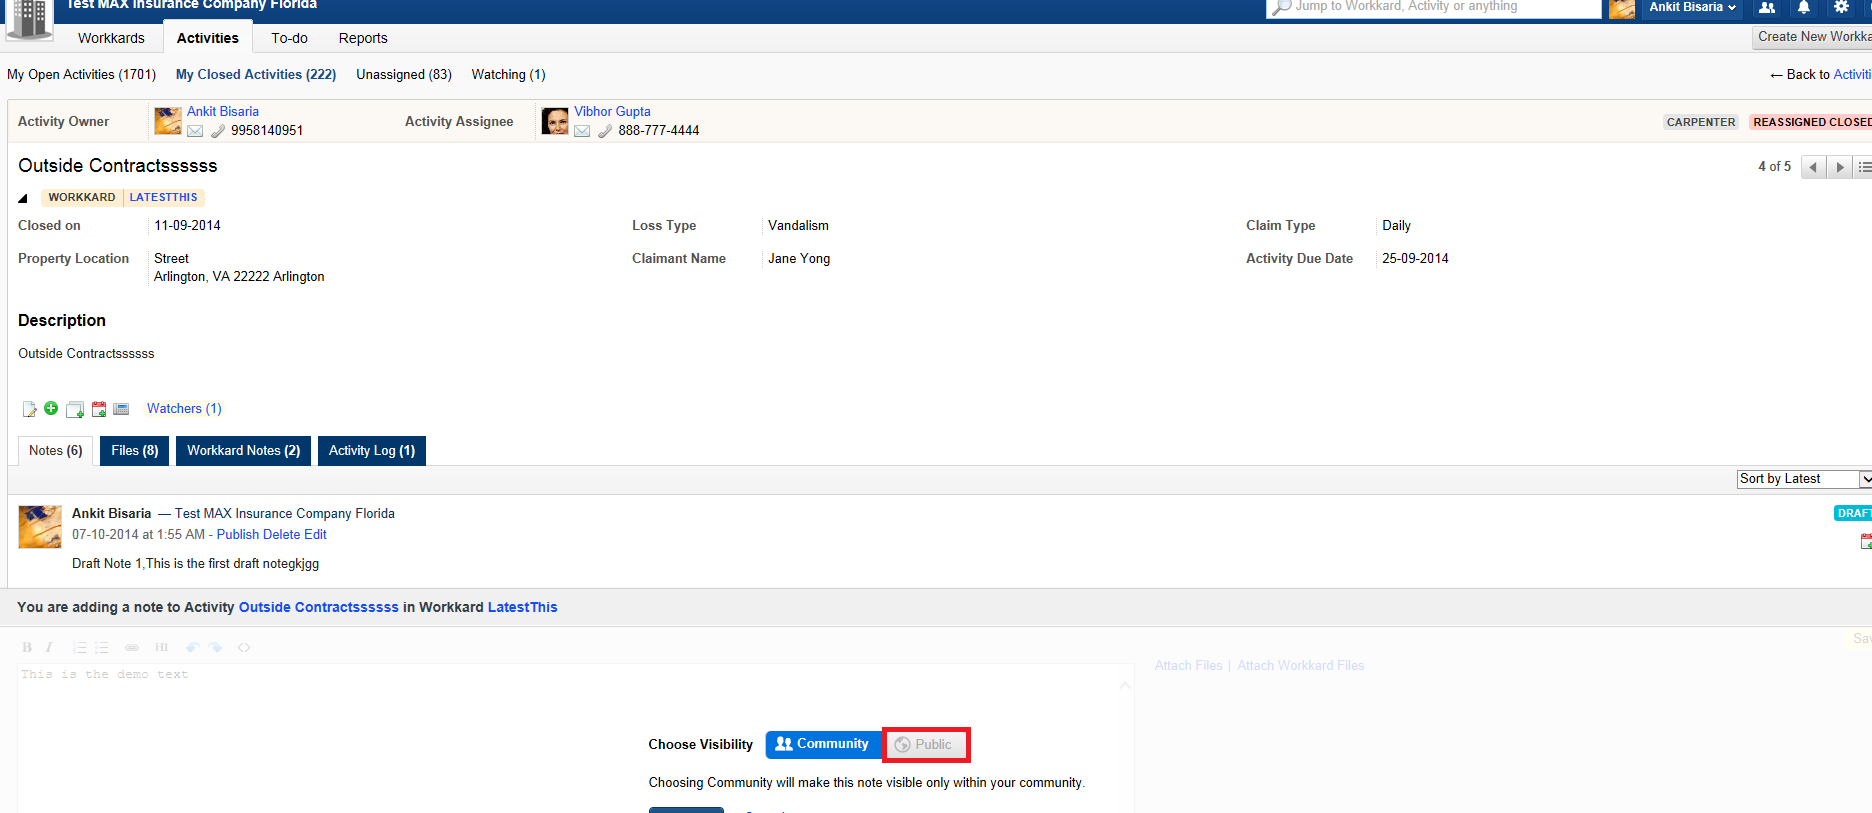 Test MAX Insurance Company Florida
Jump to Workkard, Activity or anything
Ankit Bisaria
Workkards Activities To-do Reports
Create New Workka
My Open Activities (1701) My Closed Activities (222) Unassigned (83) Watching (1)
← Back to Activiti
Activity Owner Ankit Bisaria Activity Assignee Vibhor Gupta
9958140951 888-777-4444
CARPENTER REASSIGNED CLOSED
Outside Contractssssss
4 of 5
WORKKARD LATESTTHIS
Closed on 11-09-2014 Loss Type Vandalism Claim Type Daily
Property Location Street Claimant Name Jane Yong Activity Due Date 25-09-2014
Arlington, VA 22222 Arlington
Description
Outside Contractssssss
Watchers (1)
Notes (6) Files (8) Workkard Notes (2) Activity Log (1)
Sort by Latest
Ankit Bisaria — Test MAX Insurance Company Florida
DRAFT
07-10-2014 at 1:55 AM - Publish Delete Edit
Draft Note 1,This is the first draft notegkjgg
You are adding a note to Activity Outside Contractssssss in Workkard LatestThis
Sav
B I H1
Attach Files | Attach Workkard Files
This is the demo text
Choose Visibility Community Public
Choosing Community will make this note visible only within your community.